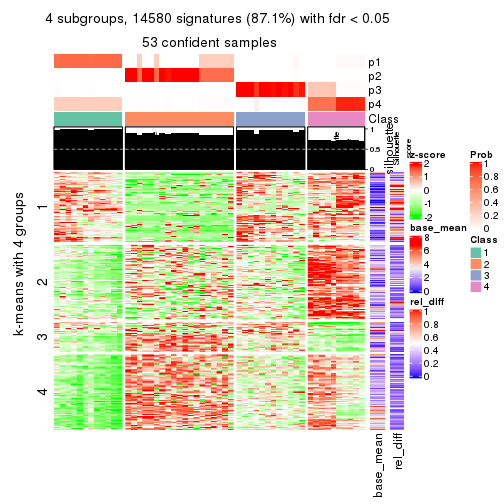 4 subgroups, 14580 signatures (87.1%) with fdr < 0.05
53 confident samples
p1
p2
p3
p4
Class
1
0.5
0
silhouette
Silhouette
score
k-means with 4 groups
1
2
3
4
base_mean
rel_diff
z-score
2
1
0
-1
-2
base_mean
8
6
4
2
0
rel_diff
1
0.8
0.6
0.4
0.2
0
Prob
1
0.8
0.6
0.4
0.2
0
Class
1
2
3
4